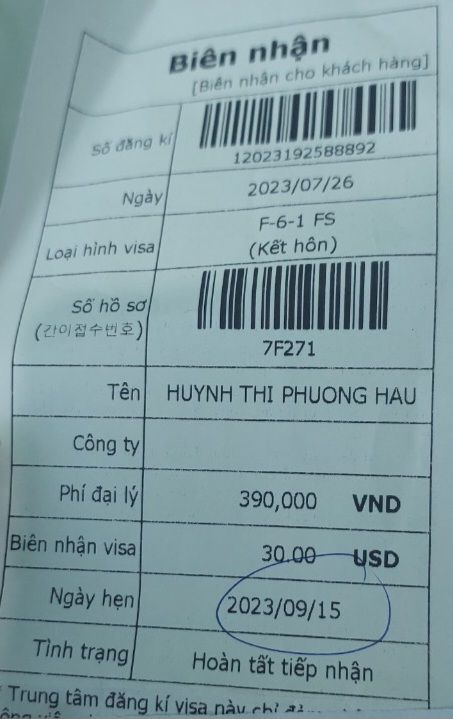 Biên nhận
[Biên nhận cho khách hàng]
Số đăng kí
12023192588892
Ngày 2023/07/26
Loại hình visa F-6-1 FS
(Kết hôn)
Số hồ sơ
(간이접수번호)
7F271
Tên HUYNH THI PHUONG HAU
Công ty
Phí đại lý 390,000 VND
Biên nhận visa 30.00 USD
Ngày hẹn 2023/09/15
Tình trạng Hoàn tất tiếp nhận
* Trung tâm đăng kí visa này chỉ